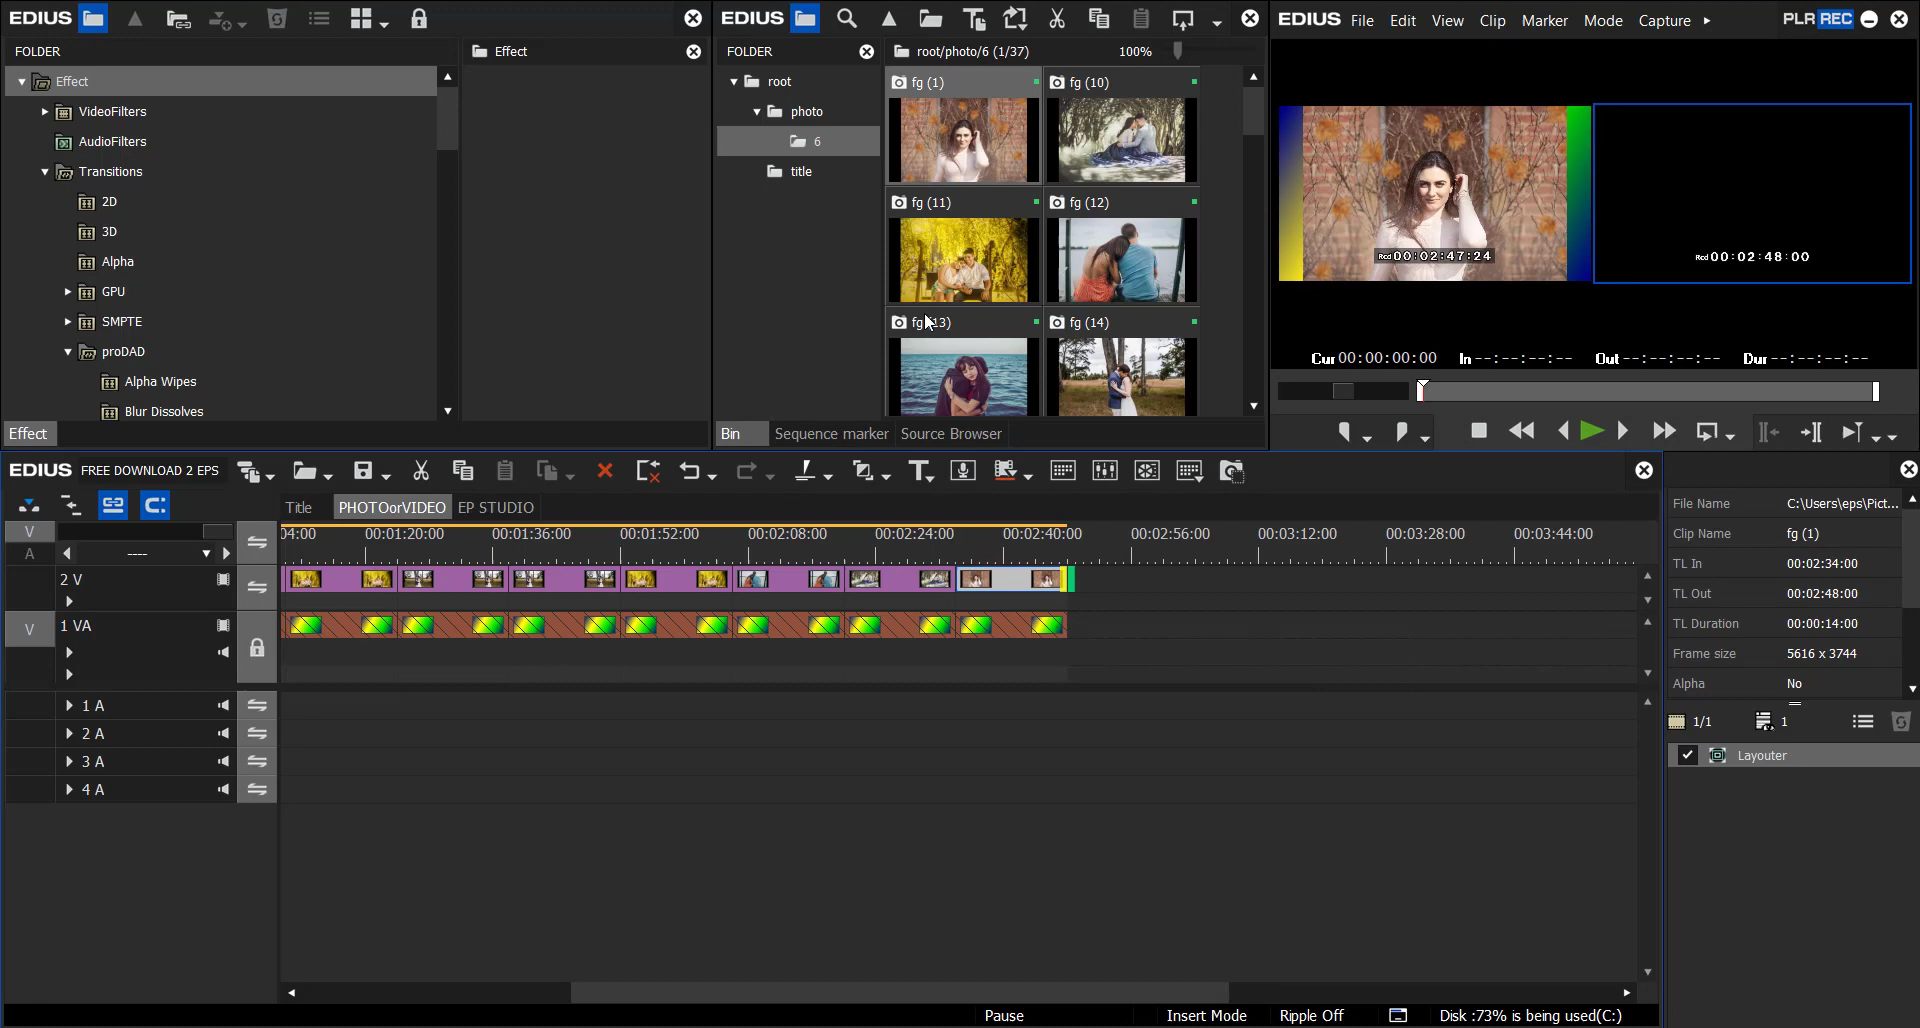 EDIUS
FOLDER
Effect
VideoFilters
AudioFilters
Transitions
2D
3D
Alpha
GPU
SMPTE
proDAD
Alpha Wipes
Blur Dissolves
Effect
Effect
EDIUS
FOLDER
root/photo/6 (1/37)
100%
root
photo
6
title
fg (1)
fg (10)
fg (11)
fg (12)
fg (13)
fg (14)
Bin
Sequence marker
Source Browser
EDIUS File Edit View Clip Marker Mode Capture
PLR REC
Rcd 00:02:47:24
Rcd 00:02:48:00
Cur 00:00:00:00 In --:--:--:-- Out --:--:--:-- Dur --:--:--:--
EDIUS FREE DOWNLOAD 2 EPS
Title PHOTOorVIDEO EP STUDIO
V
A
----
04:00 00:01:20:00 00:01:36:00 00:01:52:00 00:02:08:00 00:02:24:00 00:02:40:00 00:02:56:00 00:03:12:00 00:03:28:00 00:03:44:00
2 V
V 1 VA
1 A
2 A
3 A
4 A
File Name C:\Users\eps\Pict...
Clip Name fg (1)
TL In 00:02:34:00
TL Out 00:02:48:00
TL Duration 00:00:14:00
Frame size 5616 x 3744
Alpha No
1/1 1
Layouter
Pause Insert Mode Ripple Off Disk :73% is being used(C:)